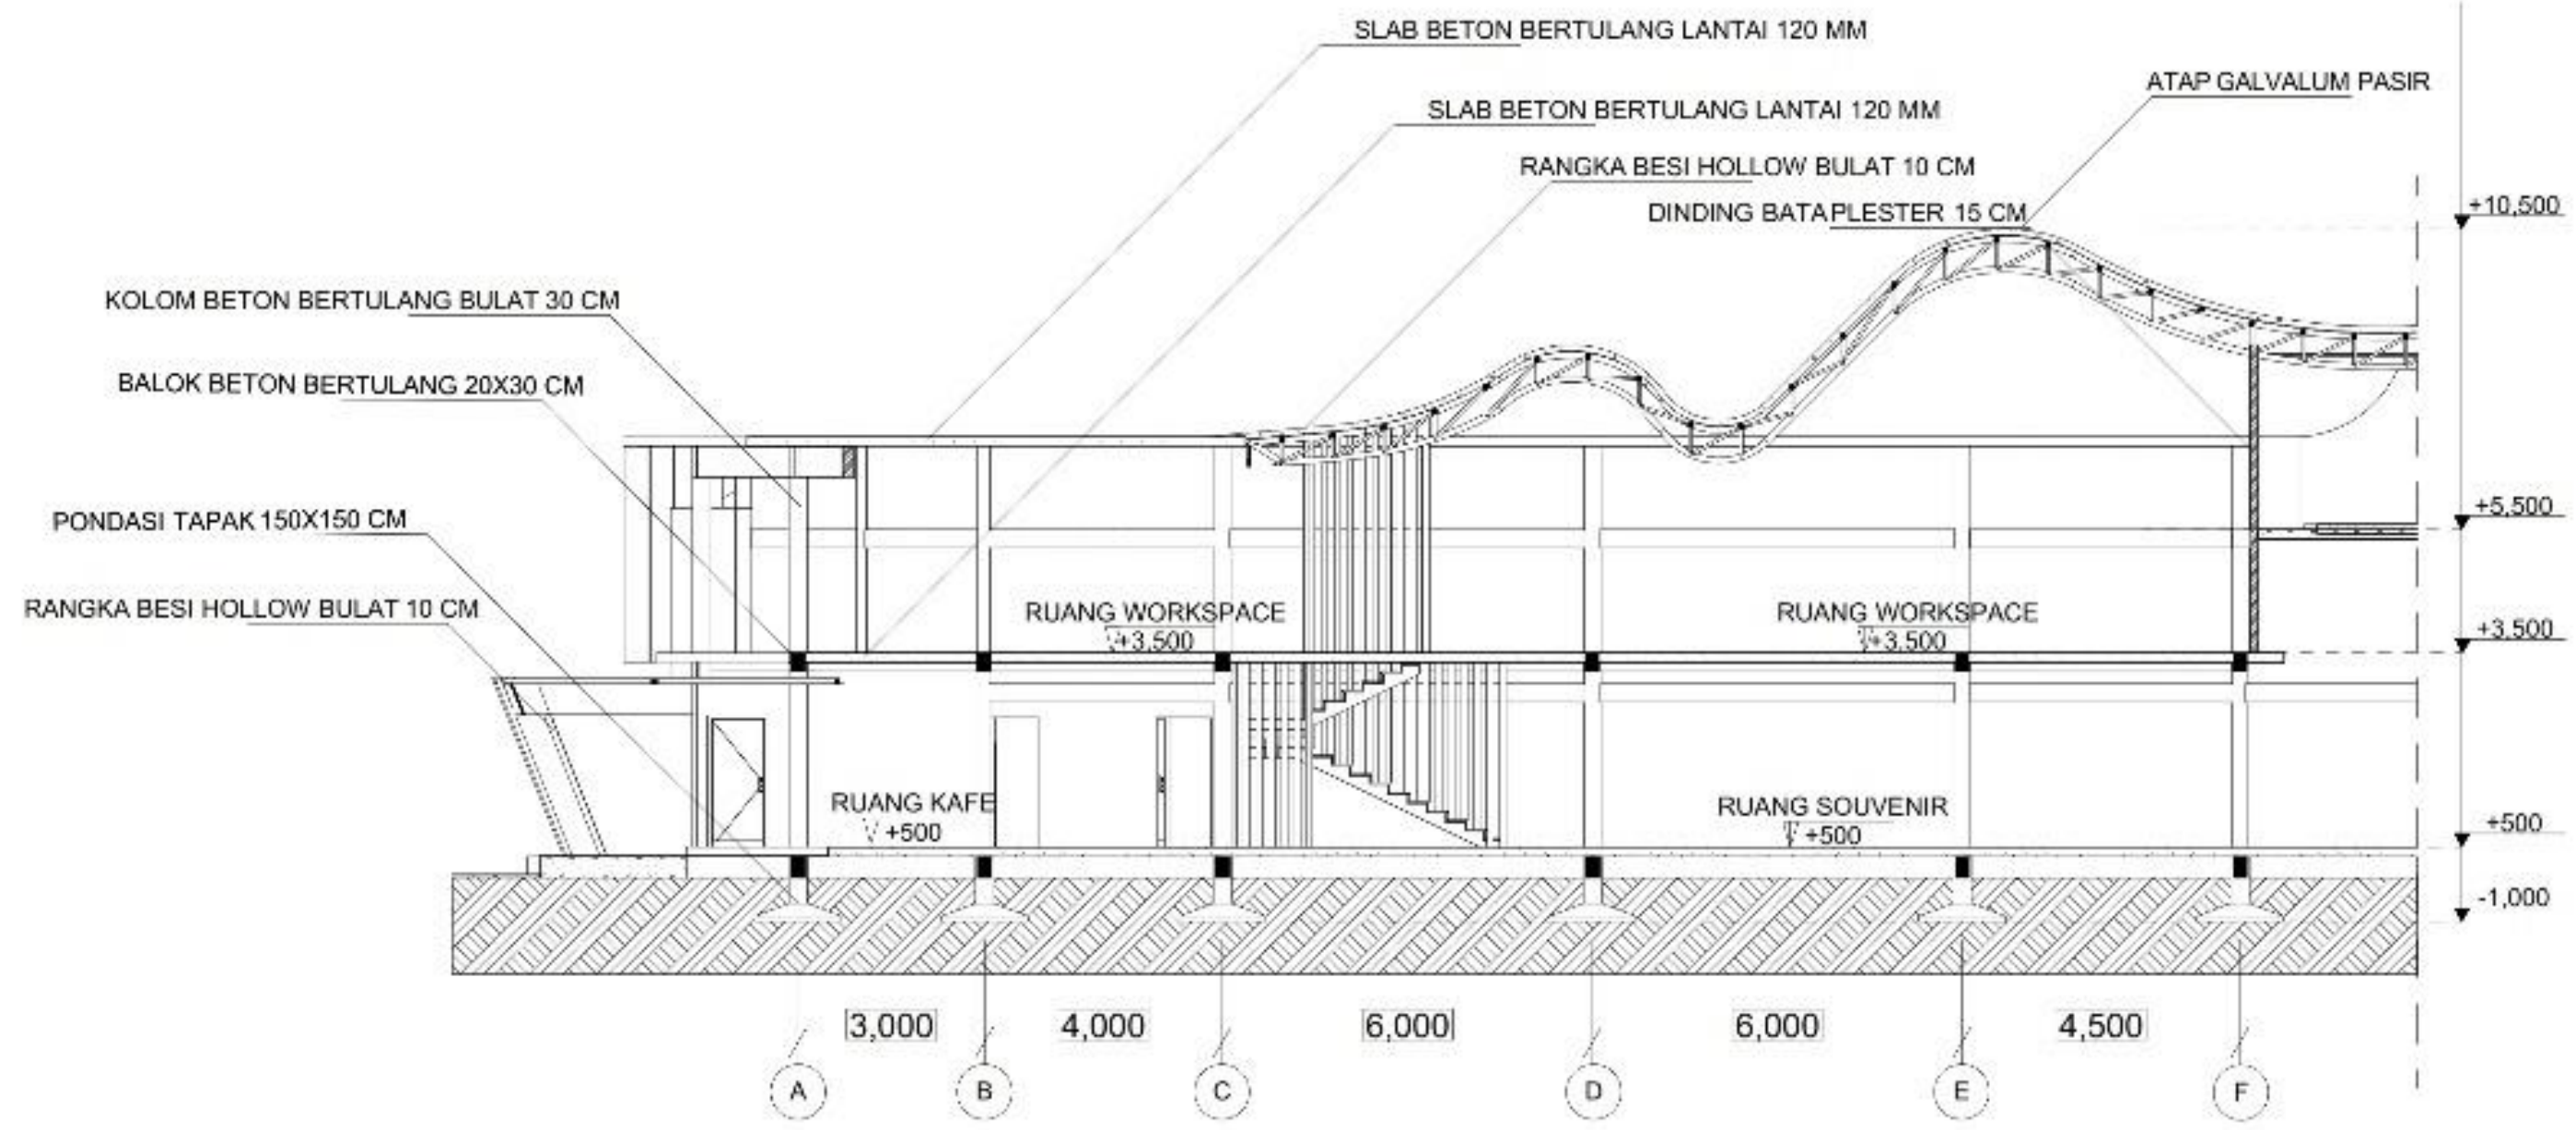 SLAB BETON BERTULANG LANTAI 120 MM
ATAP GALVALUM PASIR
SLAB BETON BERTULANG LANTAI 120 MM
RANGKA BESI HOLLOW BULAT 10 CM
DINDING BATA PLESTER 15 CM
+10,500
KOLOM BETON BERTULANG BULAT 30 CM
BALOK BETON BERTULANG 20X30 CM
PONDASI TAPAK 150X150 CM
+5,500
RANGKA BESI HOLLOW BULAT 10 CM
RUANG WORKSPACE
+3,500
RUANG WORKSPACE
+3,500
+3,500
RUANG KAFE
+500
RUANG SOUVENIR
+500
+500
-1,000
3,000
4,000
6,000
6,000
4,500
A
B
C
D
E
F